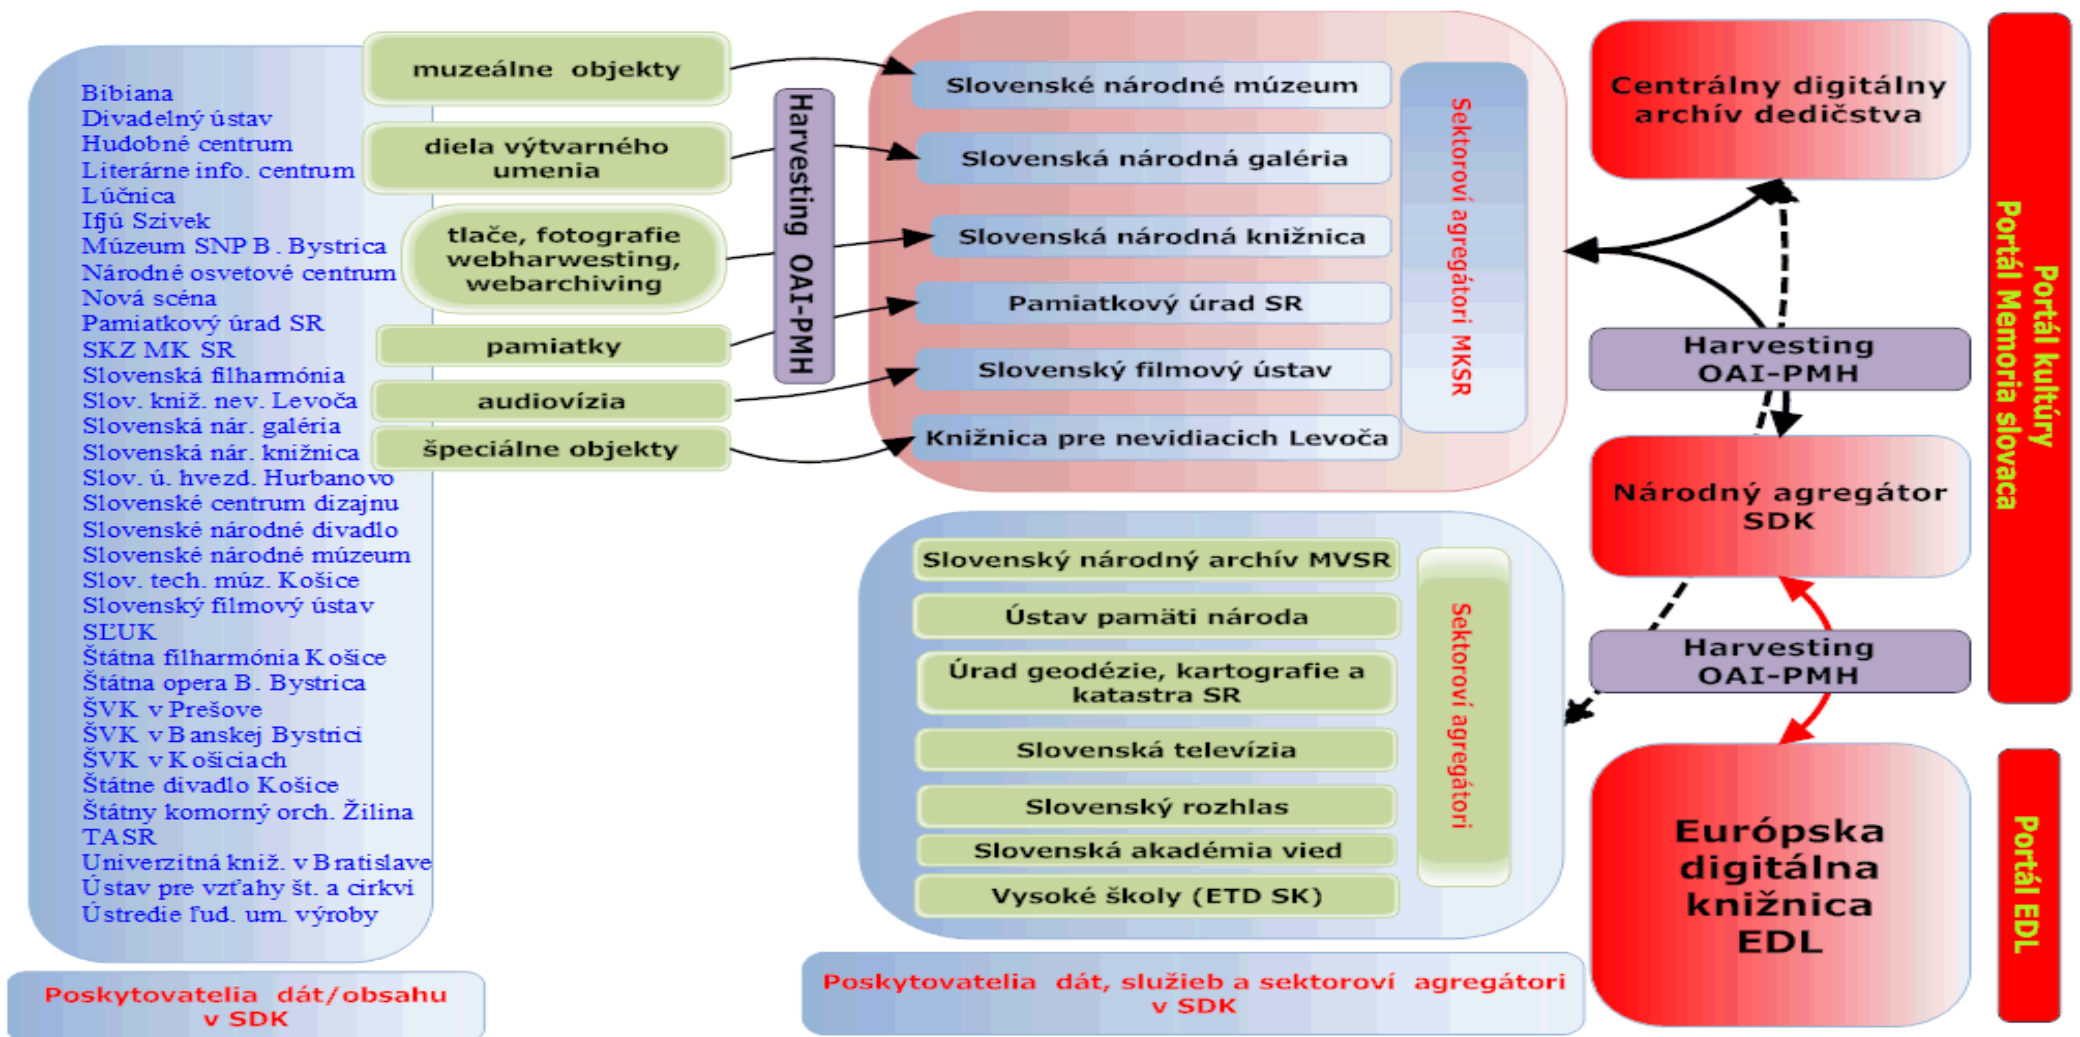 Bibiana
Divadelný ústav
Hudobné centrum
Literárne info. centrum
Lúčnica
Ifjú Szivek
Múzeum SNP B. Bystrica
Národné osvetové centrum
Nová scéna
Pamiatkový úrad SR
SKZ MK SR
Slovenská filharmónia
Slov. kniž. nev. Levoča
Slovenská nár. galéria
Slovenská nár. knižnica
Slov. ú. hvezd. Hurbanovo
Slovenské centrum dizajnu
Slovenské národné divadlo
Slovenské národné múzeum
Slov. tech. múz. Košice
Slovenský filmový ústav
SĽUK
Štátna filharmónia Košice
Štátna opera B. Bystrica
ŠVK v Prešove
ŠVK v Banskej Bystrici
ŠVK v Košiciach
Štátne divadlo Košice
Štátny komorný orch. Žilina
TASR
Univerzitná kniž. v Bratislave
Ústav pre vzťahy št. a cirkví
Ústredie ľud. um. výroby
Poskytovatelia dát/obsahu
v SDK
muzeálne objekty
diela výtvarného
umenia
tlače, fotografie
webharwesting,
webarchiving
pamiatky
audiovízia
špeciálne objekty
Harvesting OAI-PMH
Slovenské národné múzeum
Slovenská národná galéria
Slovenská národná knižnica
Pamiatkový úrad SR
Slovenský filmový ústav
Knižnica pre nevidiacich Levoča
Sektoroví agregátori MKSR
Slovenský národný archív MVSR
Ústav pamäti národa
Úrad geodézie, kartografie a
katastra SR
Slovenská televízia
Slovenský rozhlas
Slovenská akadémia vied
Vysoké školy (ETD SK)
Sektoroví agregátori
Poskytovatelia dát, služieb a sektoroví agregátori
v SDK
Centrálny digitálny
archív dedičstva
Harvesting
OAI-PMH
Národný agregátor
SDK
Harvesting
OAI-PMH
Európska
digitálna
knižnica
EDL
Portál kultúry
Portál Memoria slovaca
Portál EDL